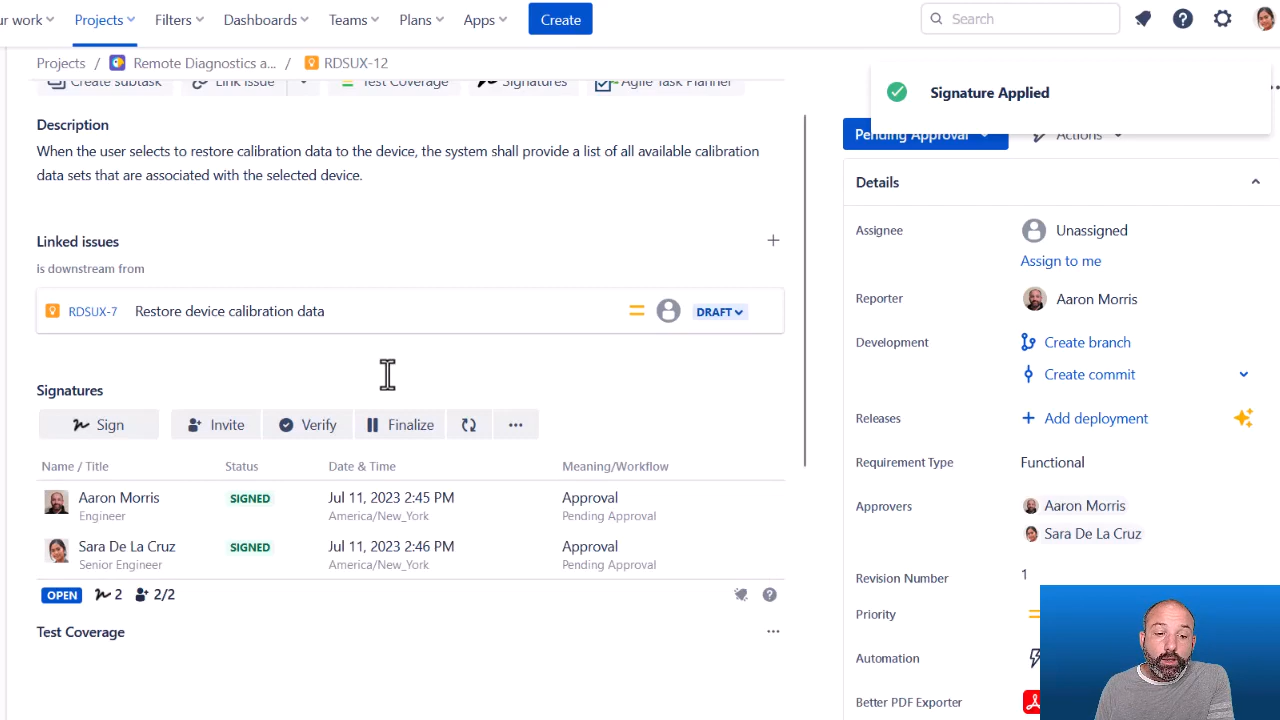 ur work Projects Filters Dashboards Teams Plans Apps Create Search
Projects / Remote Diagnostics a... / RDSUX-12
Create subtask Link issue Test Coverage Signatures Agile Task Planner
Signature Applied
Pending Approval Actions
Description
When the user selects to restore calibration data to the device, the system shall provide a list of all available calibration
data sets that are associated with the selected device.
Linked issues
is downstream from
RDSUX-7 Restore device calibration data DRAFT
Signatures
Sign Invite Verify Finalize ...
Name / Title Status Date & Time Meaning/Workflow
Aaron Morris SIGNED Jul 11, 2023 2:45 PM Approval
Engineer America/New_York Pending Approval
Sara De La Cruz SIGNED Jul 11, 2023 2:46 PM Approval
Senior Engineer America/New_York Pending Approval
OPEN 2 2/2
Test Coverage ...
Details
Assignee Unassigned
Assign to me
Reporter Aaron Morris
Development Create branch
Create commit
Releases + Add deployment
Requirement Type Functional
Approvers Aaron Morris
Sara De La Cruz
Revision Number 1
Priority
Automation
Better PDF Exporter